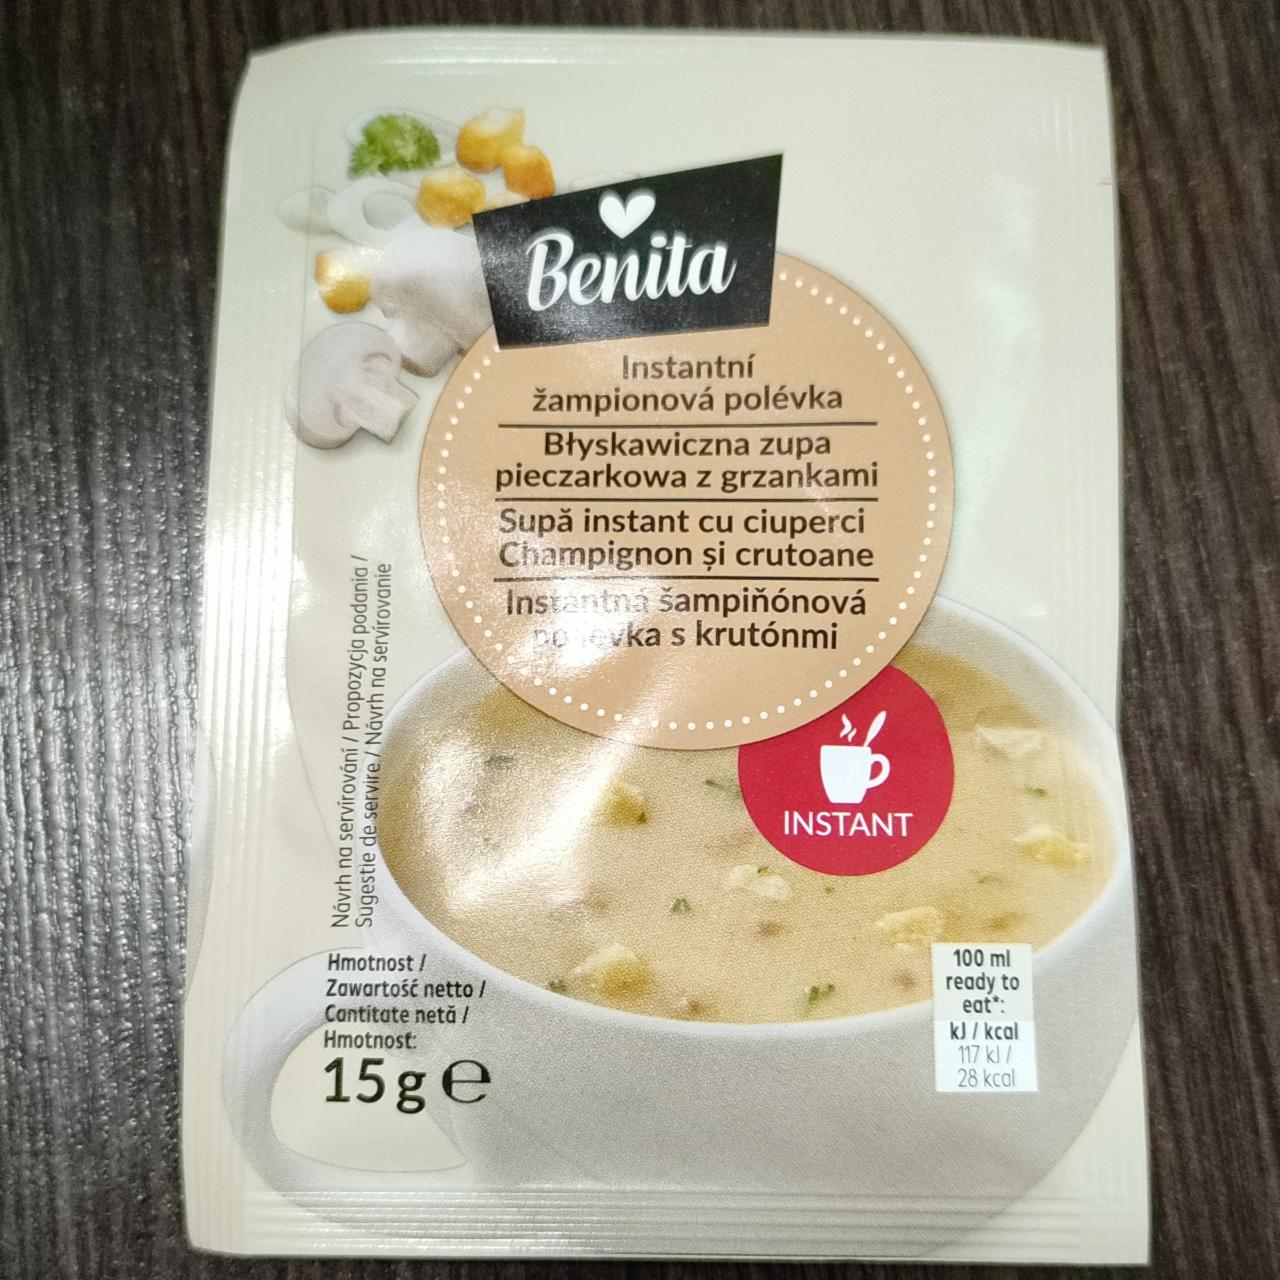 Benita
Instantní
žampionová polévka
Błyskawiczna zupa
pieczarkowa z grzankami
Supă instant cu ciuperci
Champignon și crutoane
Instantná šampiňónová
polievka s krutónmi
INSTANT
Návrh na servírování / Propozycja podania /
Sugestie de servire / Návrh na servírovanie
Hmotnost /
Zawartość netto /
Cantitate netă /
Hmotnosť:
15 g ℮
100 ml
ready to
eat*:
kJ / kcal
117 kJ /
28 kcal